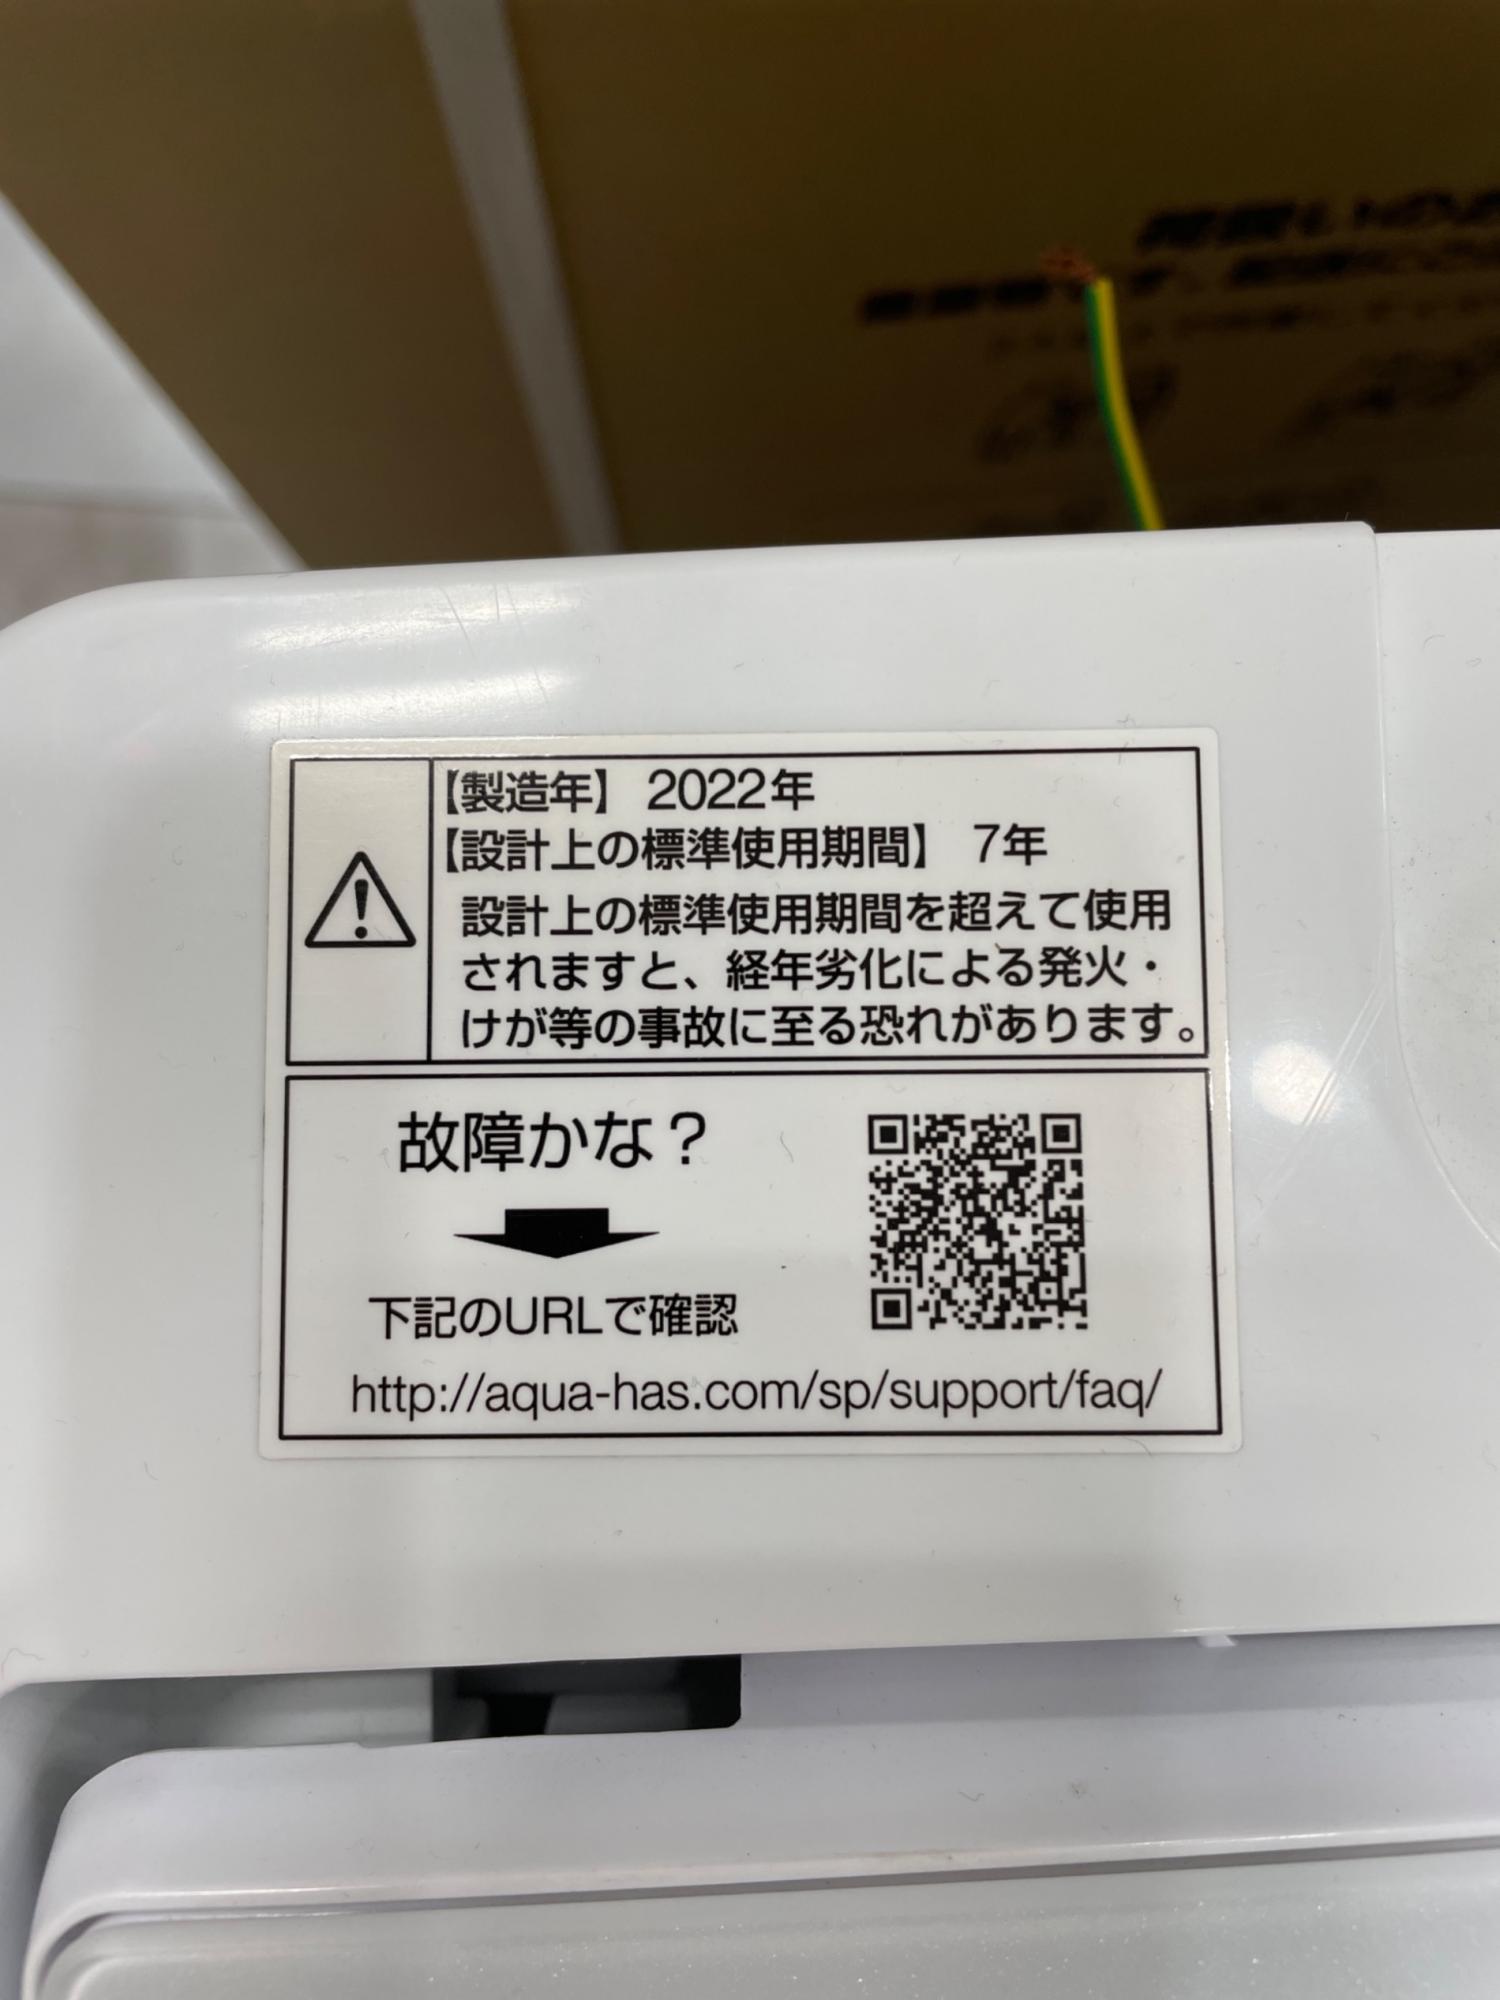 【製造年】 2022年
【設計上の標準使用期間】 7年
設計上の標準使用期間を超えて使用
されますと、経年劣化による発火・
けが等の事故に至る恐れがあります。
故障かな？
下記のURLで確認
http://aqua-has.com/sp/support/faq/